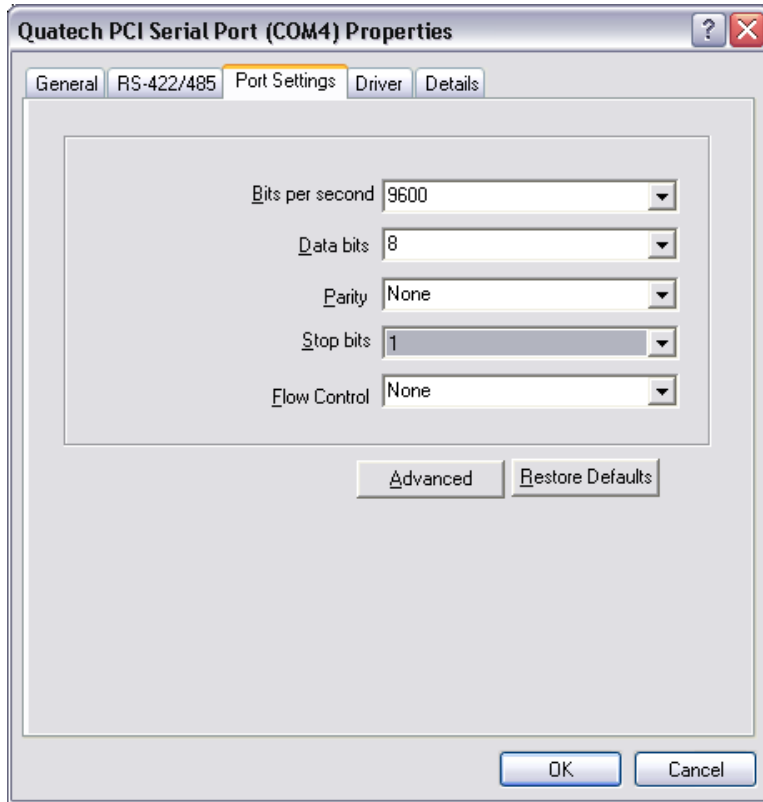 Quatech PCI Serial Port (COM4) Properties
?
General RS-422/485 Port Settings Driver Details
Bits per second 9600
Data bits 8
Parity None
Stop bits 1
Flow Control None
Advanced Restore Defaults
OK Cancel